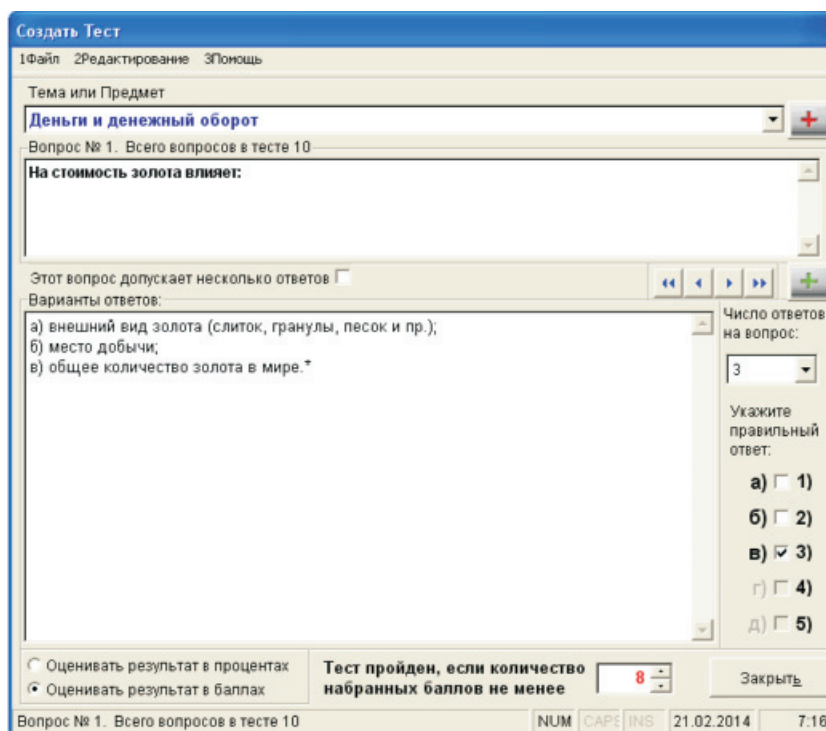 Создать Тест
1Файл 2Редактирование 3Помощь
Тема или Предмет
Деньги и денежный оборот
Вопрос № 1. Всего вопросов в тесте 10
На стоимость золота влияет:
Этот вопрос допускает несколько ответов
Варианты ответов:
а) внешний вид золота (слиток, гранулы, песок и пр.);
б) место добычи;
в) общее количество золота в мире.*
Число ответов
на вопрос:
3
Укажите
правильный
ответ:
а) 1)
б) 2)
в) 3)
г) 4)
д) 5)
Оценивать результат в процентах
Оценивать результат в баллах
Тест пройден, если количество
набранных баллов не менее
8
Закрыть
Вопрос № 1. Всего вопросов в тесте 10 NUM CAPS INS 21.02.2014 7:16